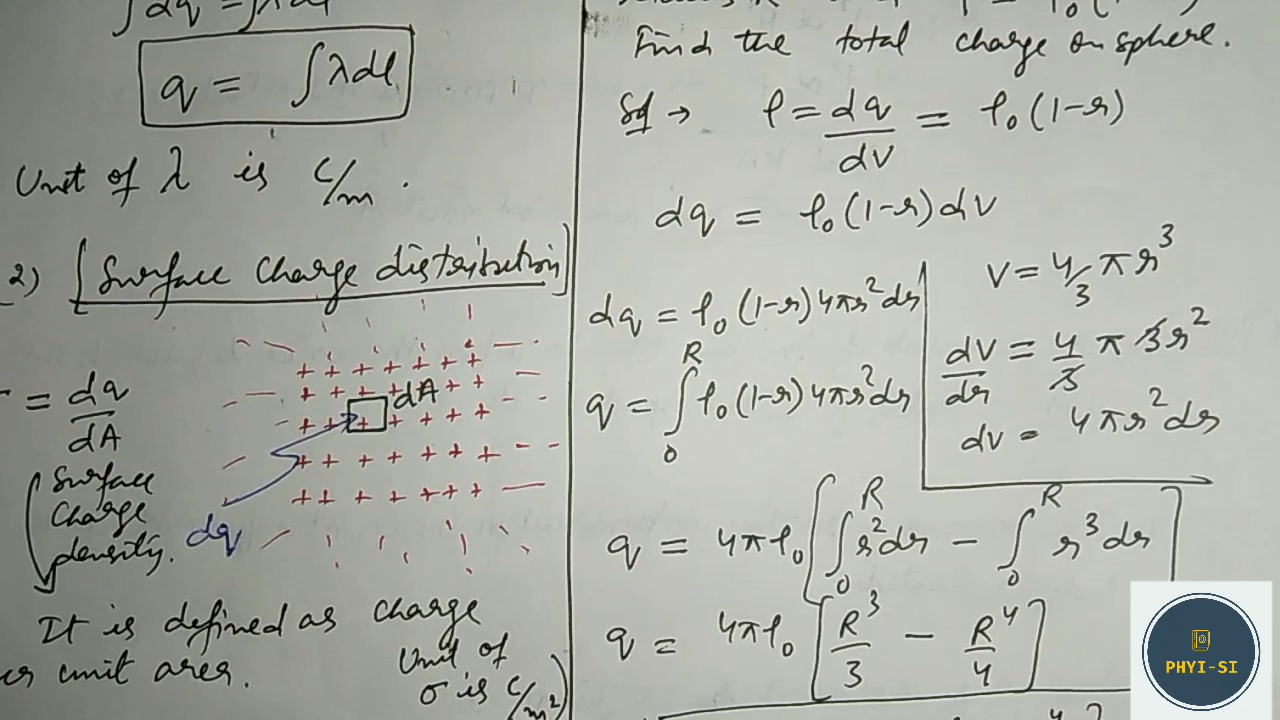 ∫dq = ∫λdl
q = ∫λdl
Unit of λ is C/m.
2) [Surface Charge distribution]
= dq/dA
dA
dq
Surface
Charge
density.
It is defined as charge
unit area.
Unit of
σ is C/m²)
Find the total charge on sphere.
Sol → ρ = dq/dV = ρ₀(1-r)
dq = ρ₀(1-r)dV
dq = ρ₀(1-r)4πr²dr
q = ∫₀ᴿ ρ₀(1-r)4πr²dr
V = 4/3 πr³
dV/dr = 4/3 π3r²
dV = 4πr²dr
q = 4πρ₀[∫₀ᴿ r²dr - ∫₀ᴿ r³dr]
q = 4πρ₀[R³/3 - R⁴/4]
PHYI-SI